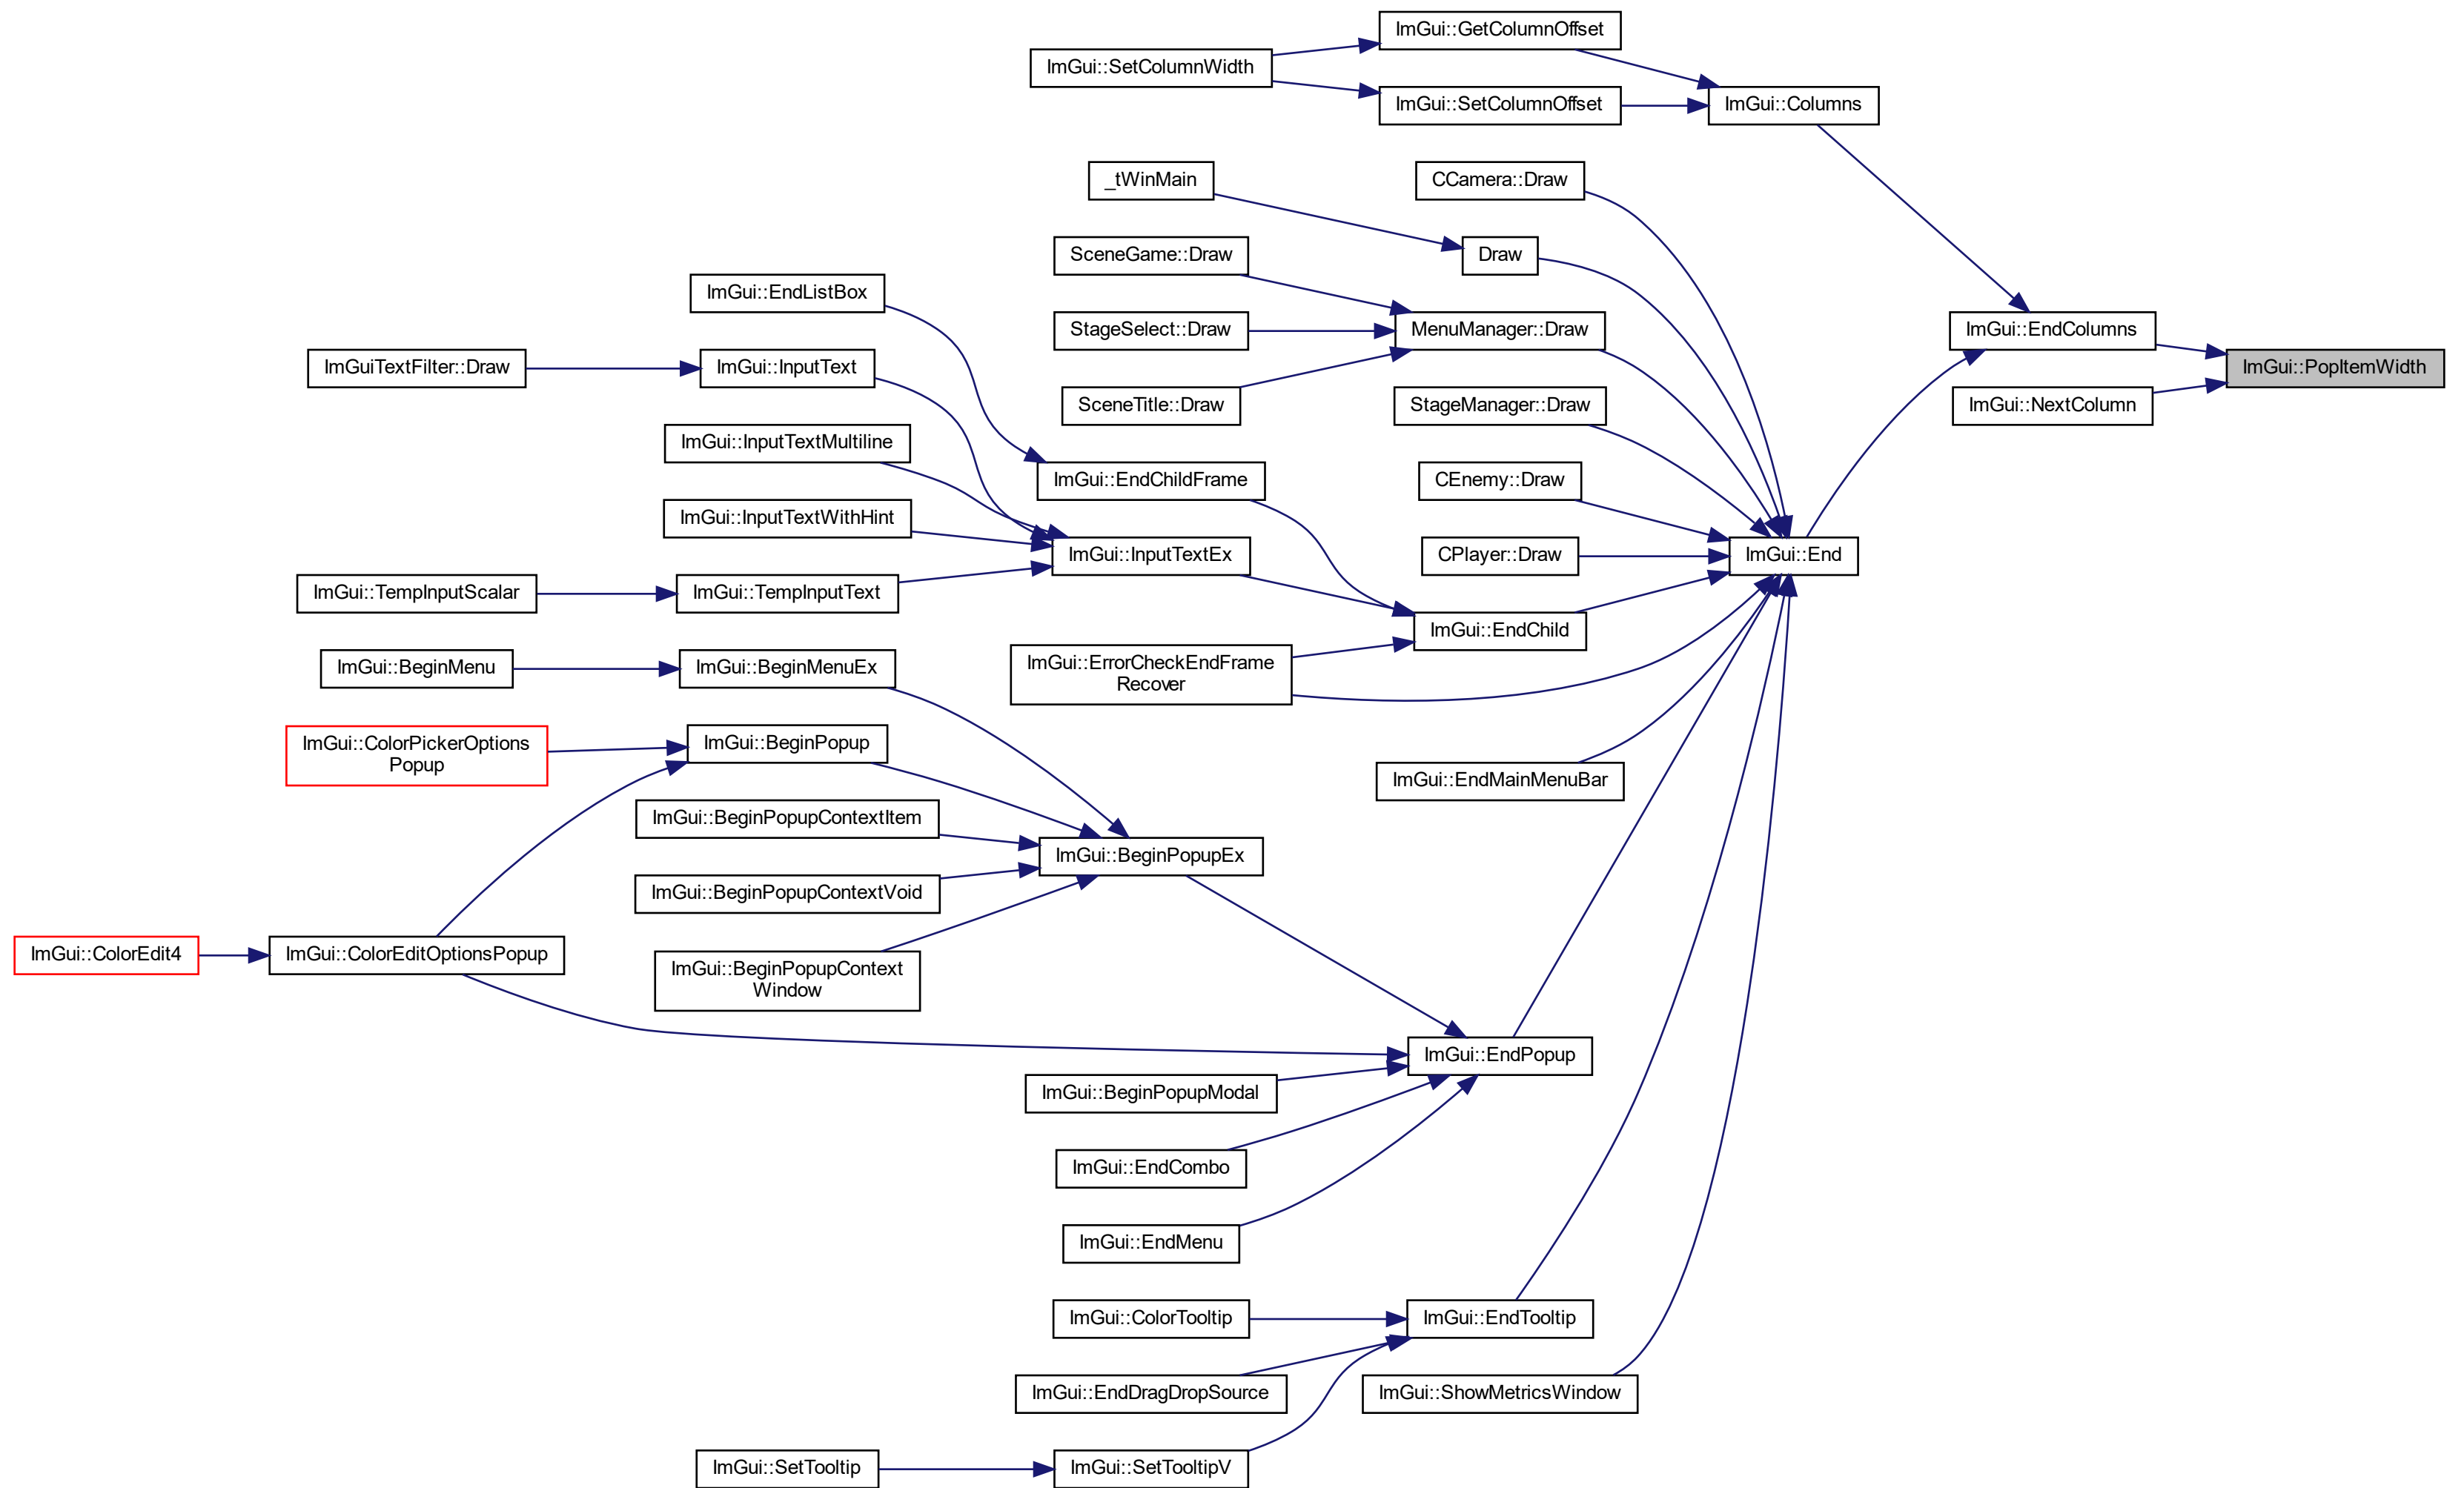 ImGui::GetColumnOffset
ImGui::SetColumnWidth
ImGui::SetColumnOffset
ImGui::Columns
_tWinMain
CCamera::Draw
SceneGame::Draw
Draw
ImGui::EndListBox
StageSelect::Draw
MenuManager::Draw
ImGui::EndColumns
ImGuiTextFilter::Draw
ImGui::InputText
ImGui::PopItemWidth
SceneTitle::Draw
StageManager::Draw
ImGui::NextColumn
ImGui::InputTextMultiline
ImGui::EndChildFrame
CEnemy::Draw
ImGui::InputTextWithHint
ImGui::InputTextEx
CPlayer::Draw
ImGui::End
ImGui::TempInputScalar
ImGui::TempInputText
ImGui::EndChild
ImGui::BeginMenu
ImGui::BeginMenuEx
ImGui::ErrorCheckEndFrame
Recover
ImGui::ColorPickerOptions
Popup
ImGui::BeginPopup
ImGui::EndMainMenuBar
ImGui::BeginPopupContextItem
ImGui::BeginPopupEx
ImGui::BeginPopupContextVoid
ImGui::ColorEdit4
ImGui::ColorEditOptionsPopup
ImGui::BeginPopupContext
Window
ImGui::EndPopup
ImGui::BeginPopupModal
ImGui::EndCombo
ImGui::EndMenu
ImGui::ColorTooltip
ImGui::EndTooltip
ImGui::EndDragDropSource
ImGui::ShowMetricsWindow
ImGui::SetTooltip
ImGui::SetTooltipV